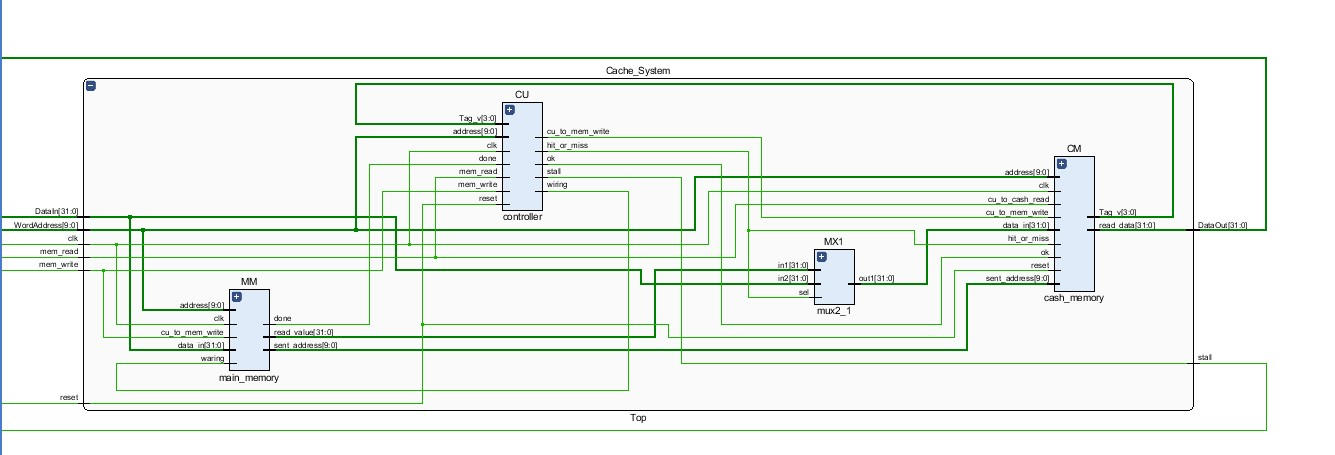 Cache_System
CU
Tag_v[3:0]
address[9:0]
clk
done
mem_read
mem_write
reset
cu_to_mem_write
hit_or_miss
ok
stall
wiring
controller
CM
address[9:0]
clk
cu_to_cash_read
cu_to_mem_write
data_in[31:0]
hit_or_miss
ok
reset
sent_address[9:0]
Tag_v[3:0]
read_data[31:0]
cash_memory
DataOut[31:0]
DataIn[31:0]
WordAddress[9:0]
clk
mem_read
mem_write
MX1
in1[31:0]
in2[31:0]
sel
out1[31:0]
mux2_1
MM
address[9:0]
clk
cu_to_mem_write
data_in[31:0]
waring
done
read_value[31:0]
sent_address[9:0]
main_memory
stall
reset
Top